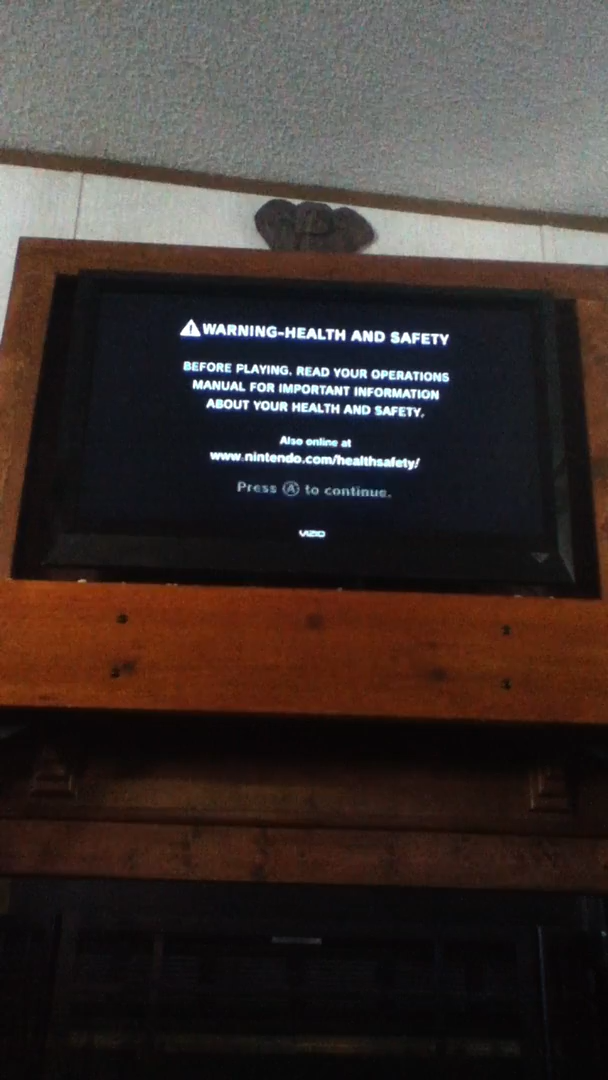 WARNING-HEALTH AND SAFETY
BEFORE PLAYING, READ YOUR OPERATIONS
MANUAL FOR IMPORTANT INFORMATION
ABOUT YOUR HEALTH AND SAFETY.
Also online at
www.nintendo.com/healthsafety/
Press A to continue.
VIZIO